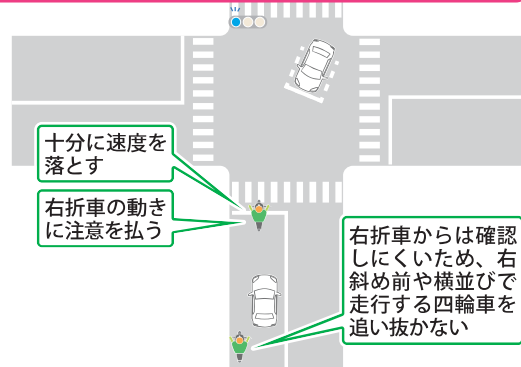 十分に速度を
落とす
右折車の動き
に注意を払う
右折車からは確認
しにくいため、右
斜め前や横並びで
走行する四輪車を
追い抜かない